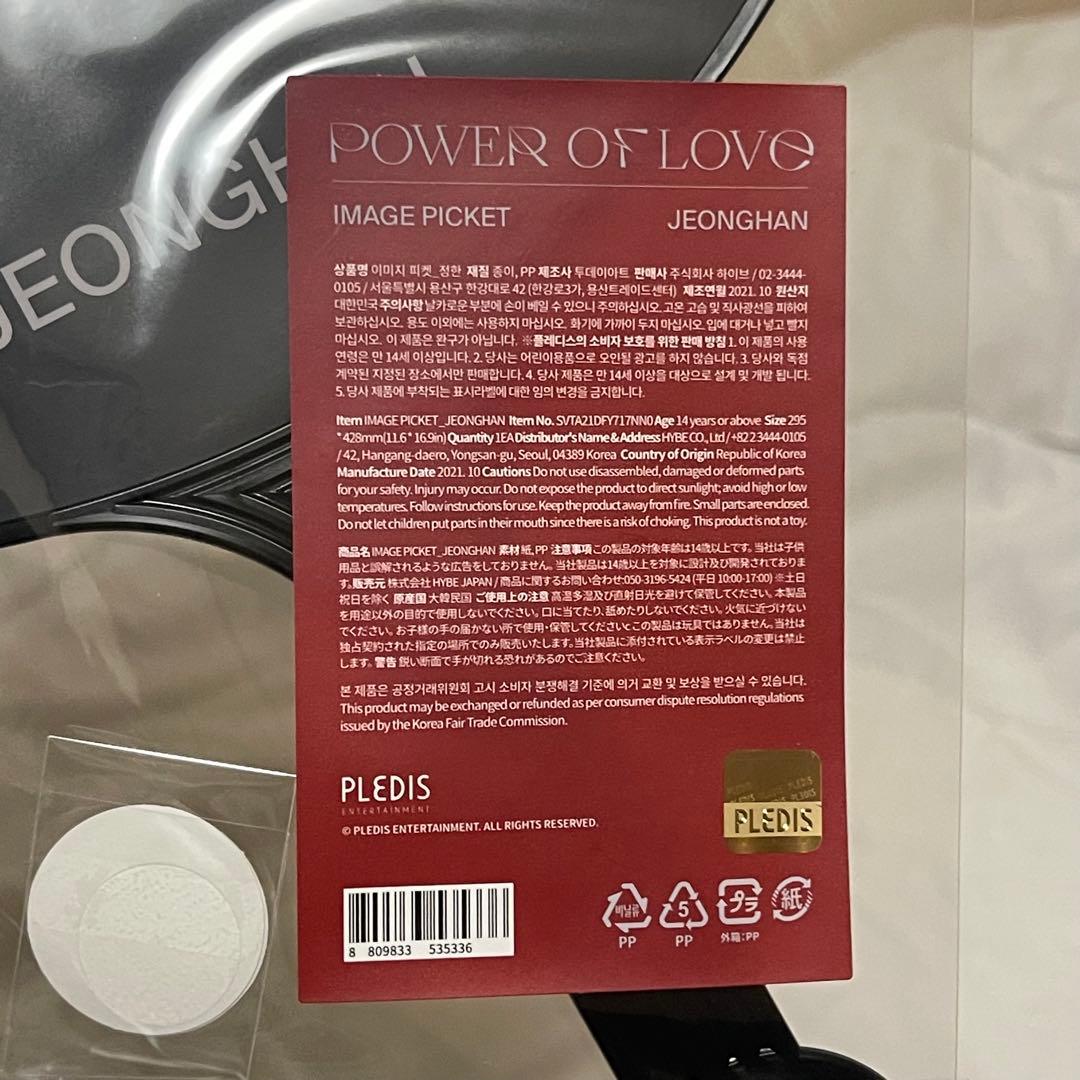 JEONGHAN
POWER OF LOVE
IMAGE PICKET JEONGHAN
상품명 이미지 피켓_정한 재질 종이, PP 제조사 투데이아트 판매사 주식회사 하이브 / 02-3444-
0105 / 서울특별시 용산구 한강대로 42 (한강로3가, 용산트레이드센터) 제조연월 2021. 10 원산지
대한민국 주의사항 날카로운 부분에 손이 베일 수 있으니 주의하십시오. 고온 고습 및 직사광선을 피하여
보관하십시오. 용도 이외에는 사용하지 마십시오. 화기에 가까이 두지 마십시오. 입에 대거나 넣고 빨지
마십시오. 이 제품은 완구가 아닙니다. ※플레디스의 소비자 보호를 위한 판매 방침 1. 이 제품의 사용
연령은 만 14세 이상입니다. 2. 당사는 어린이용품으로 오인될 광고를 하지 않습니다. 3. 당사와 독점
계약된 지정된 장소에서만 판매합니다. 4. 당사 제품은 만 14세 이상을 대상으로 설계 및 개발 됩니다.
5. 당사 제품에 부착되는 표시라벨에 대한 임의 변경을 금지합니다.
Item IMAGE PICKET_JEONGHAN Item No. SVTA21DFY717NN0 Age 14 years or above Size 295
* 428mm(11.6* 16.9in) Quantity 1EA Distributor's Name & Address HYBE CO., Ltd / +82 2 3444-0105
/ 42, Hangang-daero, Yongsan-gu, Seoul, 04389 Korea Country of Origin Republic of Korea
Manufacture Date 2021. 10 Cautions Do not use disassembled, damaged or deformed parts
for your safety. Injury may occur. Do not expose the product to direct sunlight; avoid high or low
temperatures. Follow instructions for use. Keep the product away from fire. Small parts are enclosed.
Do not let children put parts in their mouth since there is a risk of choking. This product is not a toy.
商品名 IMAGE PICKET_JEONGHAN 素材 紙, PP 注意事項 この製品の対象年齢は14歳以上です。当社は子供
用品と誤解されるような広告をしておりません。当社製品は14歳以上を対象に設計及び開発されておりま
す。販売元 株式会社 HYBE JAPAN / 商品に関するお問い合わせ:050-3196-5424 (平日 10:00-17:00) ※土日
祝日を除く 原産国 大韓民国 ご使用上の注意 高温多湿及び直射日光を避けて保管してください。本製品
を用途以外の目的で使用しないでください。口に当てたり、舐めたりしないでください。火気に近づけない
でください。お子様の手の届かない所で使用・保管してくださいこの製品は玩具ではありません。当社は
独占契約された指定の場所でのみ販売いたします。当社製品に添付されている表示ラベルの変更は禁止
します。警告 鋭い断面で手が切れる恐れがあるのでご注意ください。
본 제품은 공정거래위원회 고시 소비자 분쟁해결 기준에 의거 교환 및 보상을 받으실 수 있습니다.
This product may be exchanged or refunded as per consumer dispute resolution regulations
issued by the Korea Fair Trade Commission.
PLEDIS
ENTERTAINMENT
© PLEDIS ENTERTAINMENT. ALL RIGHTS RESERVED.
PLEDIS
8 809833 535336
비닐류 5 プラ 紙
PP PP 外箱:PP